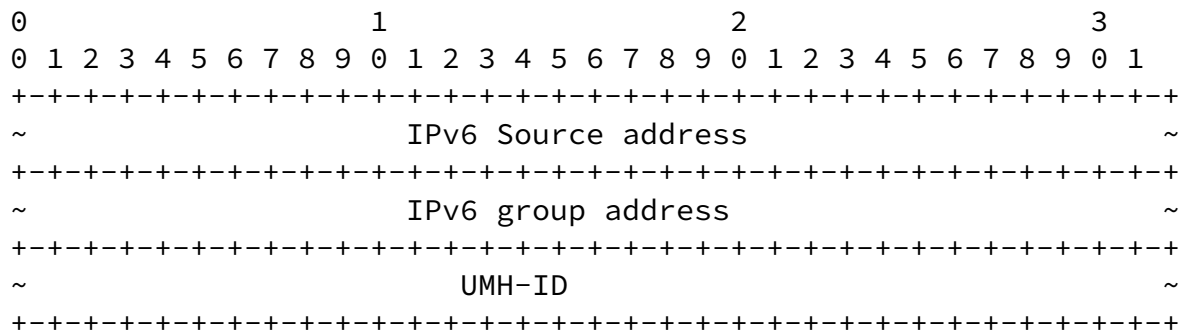 0                   1                   2                   3
0 1 2 3 4 5 6 7 8 9 0 1 2 3 4 5 6 7 8 9 0 1 2 3 4 5 6 7 8 9 0 1
+-+-+-+-+-+-+-+-+-+-+-+-+-+-+-+-+-+-+-+-+-+-+-+-+-+-+-+-+-+-+-+-+
~                     IPv6 Source address                       ~
+-+-+-+-+-+-+-+-+-+-+-+-+-+-+-+-+-+-+-+-+-+-+-+-+-+-+-+-+-+-+-+-+
~                     IPv6 group address                        ~
+-+-+-+-+-+-+-+-+-+-+-+-+-+-+-+-+-+-+-+-+-+-+-+-+-+-+-+-+-+-+-+-+
~                        UMH-ID                                 ~
+-+-+-+-+-+-+-+-+-+-+-+-+-+-+-+-+-+-+-+-+-+-+-+-+-+-+-+-+-+-+-+-+